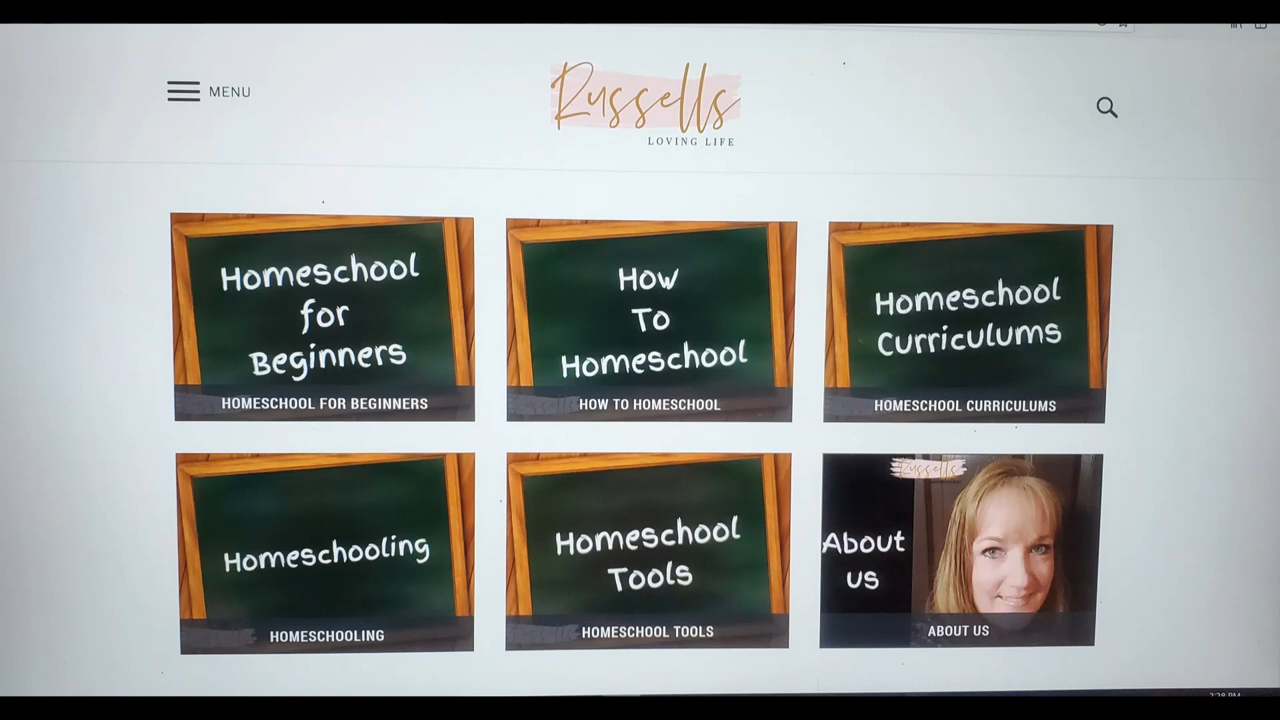 MENU
Russells
LOVING LIFE
Homeschool
for
Beginners
HOMESCHOOL FOR BEGINNERS
How
To
Homeschool
HOW TO HOMESCHOOL
Homeschool
Curriculums
HOMESCHOOL CURRICULUMS
Homeschooling
HOMESCHOOLING
Homeschool
Tools
HOMESCHOOL TOOLS
Russells
About
us
ABOUT US